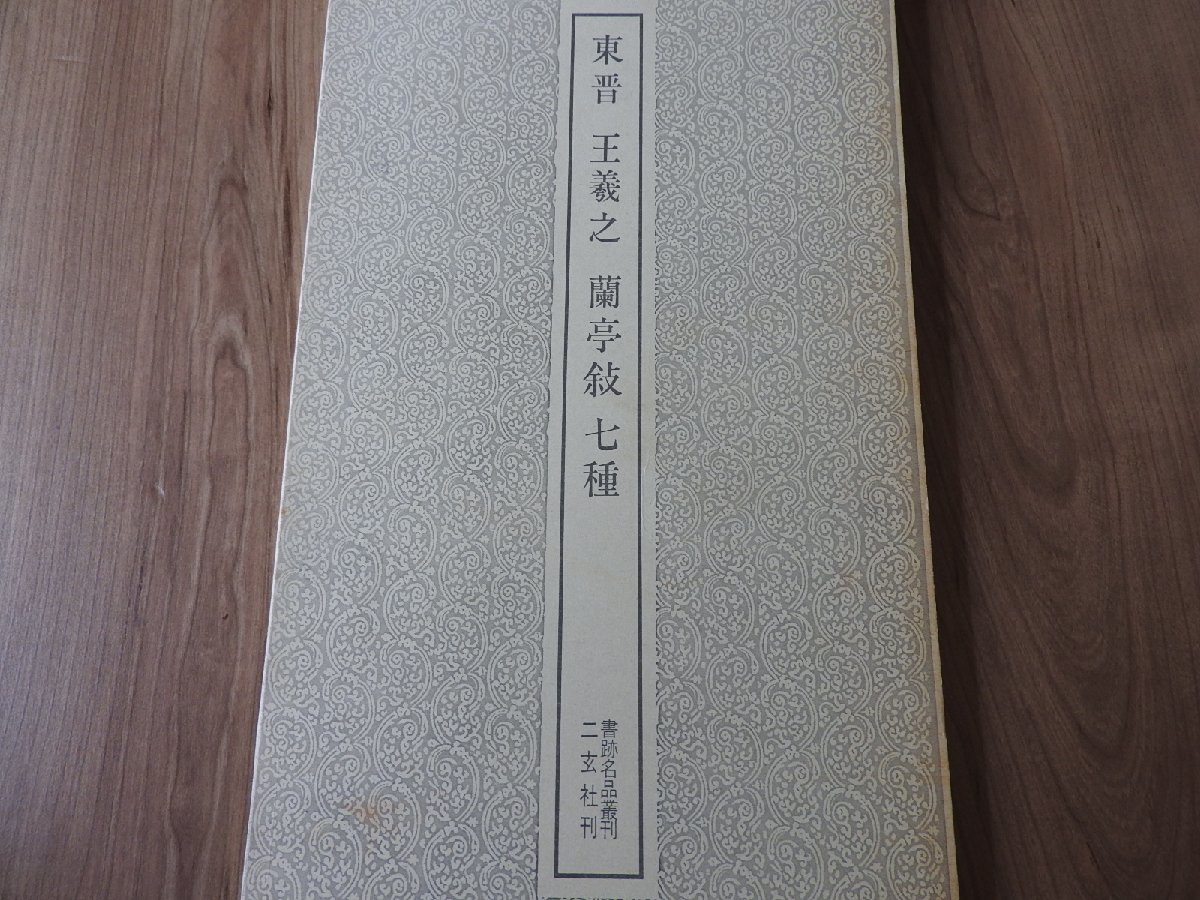 東晋 王羲之 蘭亭敍 七種
書跡名品叢刊
二玄社刊